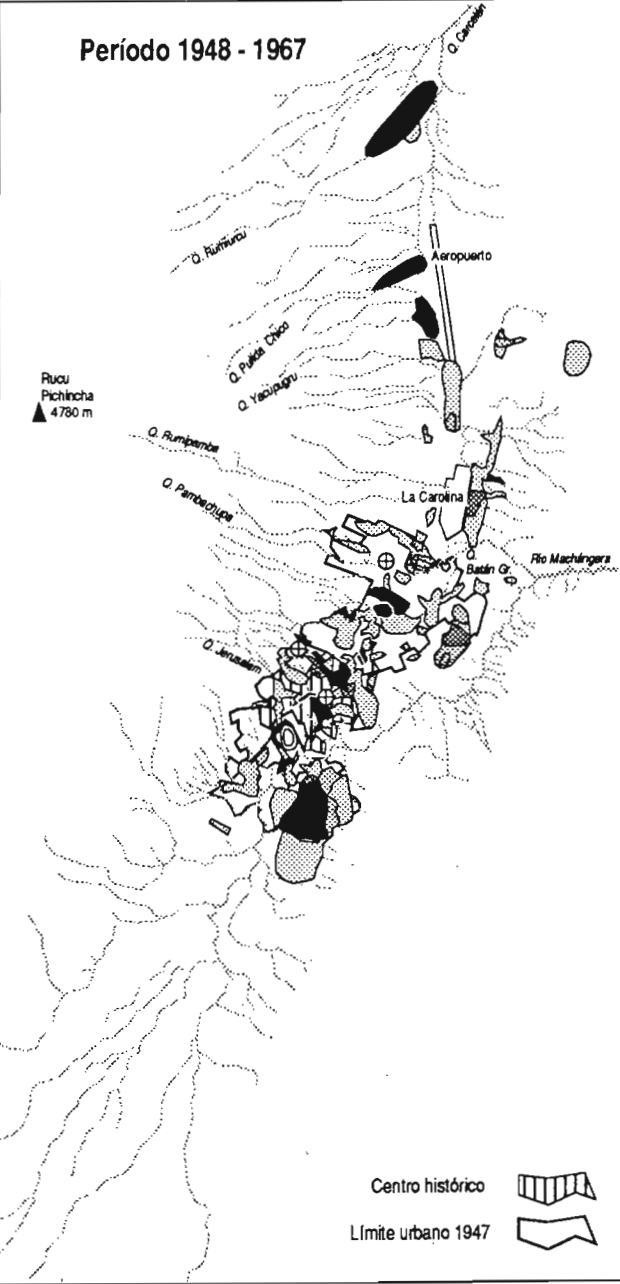 Período 1948 - 1967
Q. Carcelén
Q. Rumiurcu
Aeropuerto
Q. Pulida Chico
Rucu
Pichincha
4780 m
Q. Yacupugru
Q. Rumipamba
Q. Pambachupa
La Carolina
Q.
Batán Gr.
Río Machángara
Q. Jerusalem
Centro histórico
Límite urbano 1947